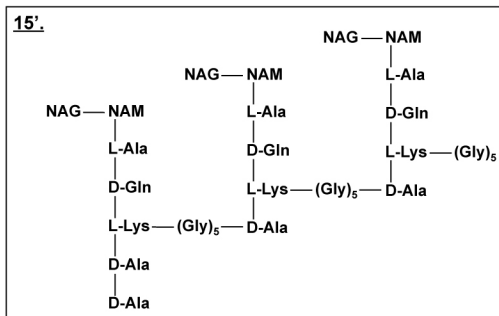 15'.
NAG—NAM
NAG—NAM L-Ala
NAG—NAM L-Ala D-Gln
L-Ala D-Gln L-Lys—(Gly)5
D-Gln L-Lys—(Gly)5—D-Ala
L-Lys—(Gly)5—D-Ala
D-Ala
D-Ala